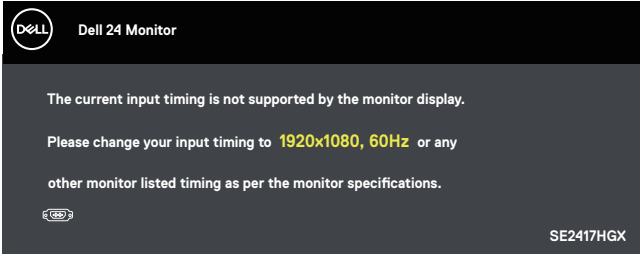 DELL
Dell 24 Monitor
The current input timing is not supported by the monitor display.
Please change your input timing to 1920x1080, 60Hz or any
other monitor listed timing as per the monitor specifications.
SE2417HGX